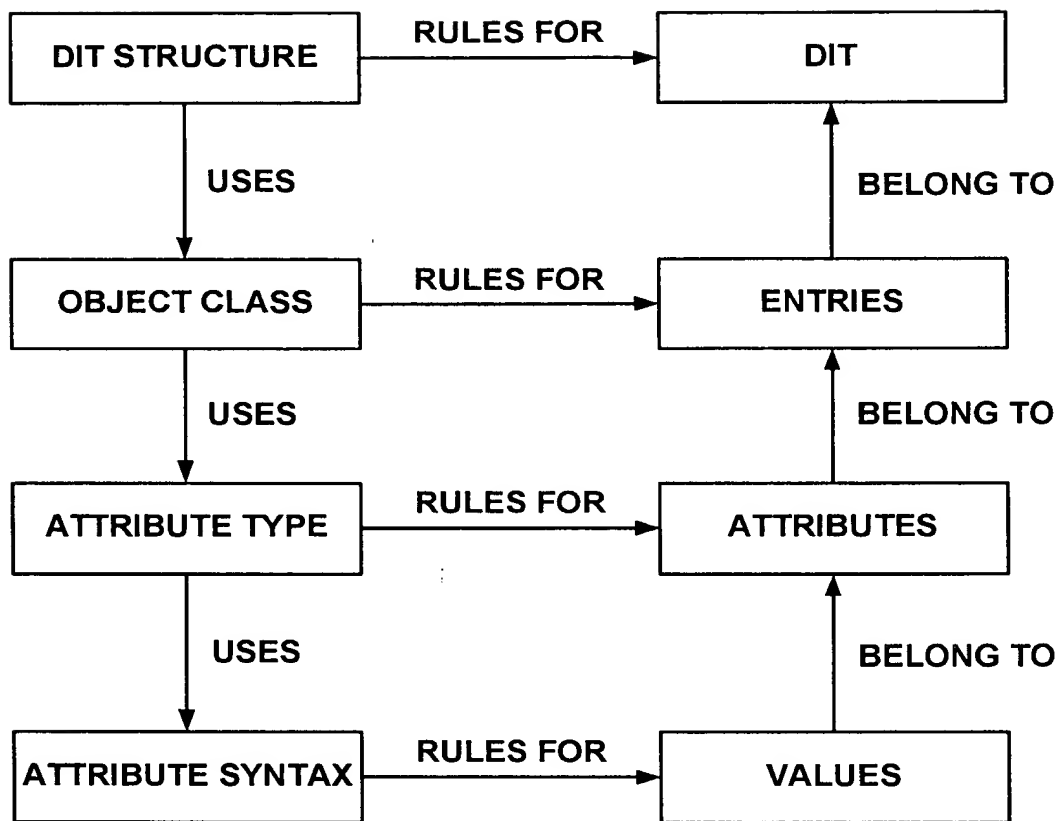 DIT STRUCTURE
RULES FOR
DIT
USES
BELONG TO
OBJECT CLASS
RULES FOR
ENTRIES
USES
BELONG TO
ATTRIBUTE TYPE
RULES FOR
ATTRIBUTES
USES
BELONG TO
ATTRIBUTE SYNTAX
RULES FOR
VALUES